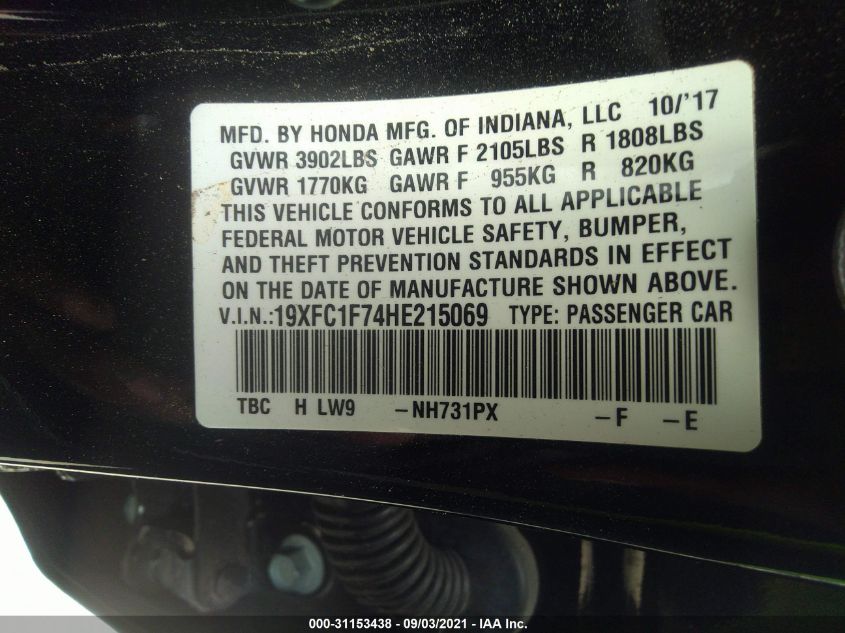 MFD. BY HONDA MFG. OF INDIANA, LLC 10/'17
GVWR 3902LBS GAWR F 2105LBS R 1808LBS
GVWR 1770KG GAWR F 955KG R 820KG
THIS VEHICLE CONFORMS TO ALL APPLICABLE
FEDERAL MOTOR VEHICLE SAFETY, BUMPER,
AND THEFT PREVENTION STANDARDS IN EFFECT
ON THE DATE OF MANUFACTURE SHOWN ABOVE.
V.I.N.:19XFC1F74HE215069 TYPE: PASSENGER CAR
TBC H LW9 -NH731PX -F -E
000-31153438 - 09/03/2021 - IAA Inc.